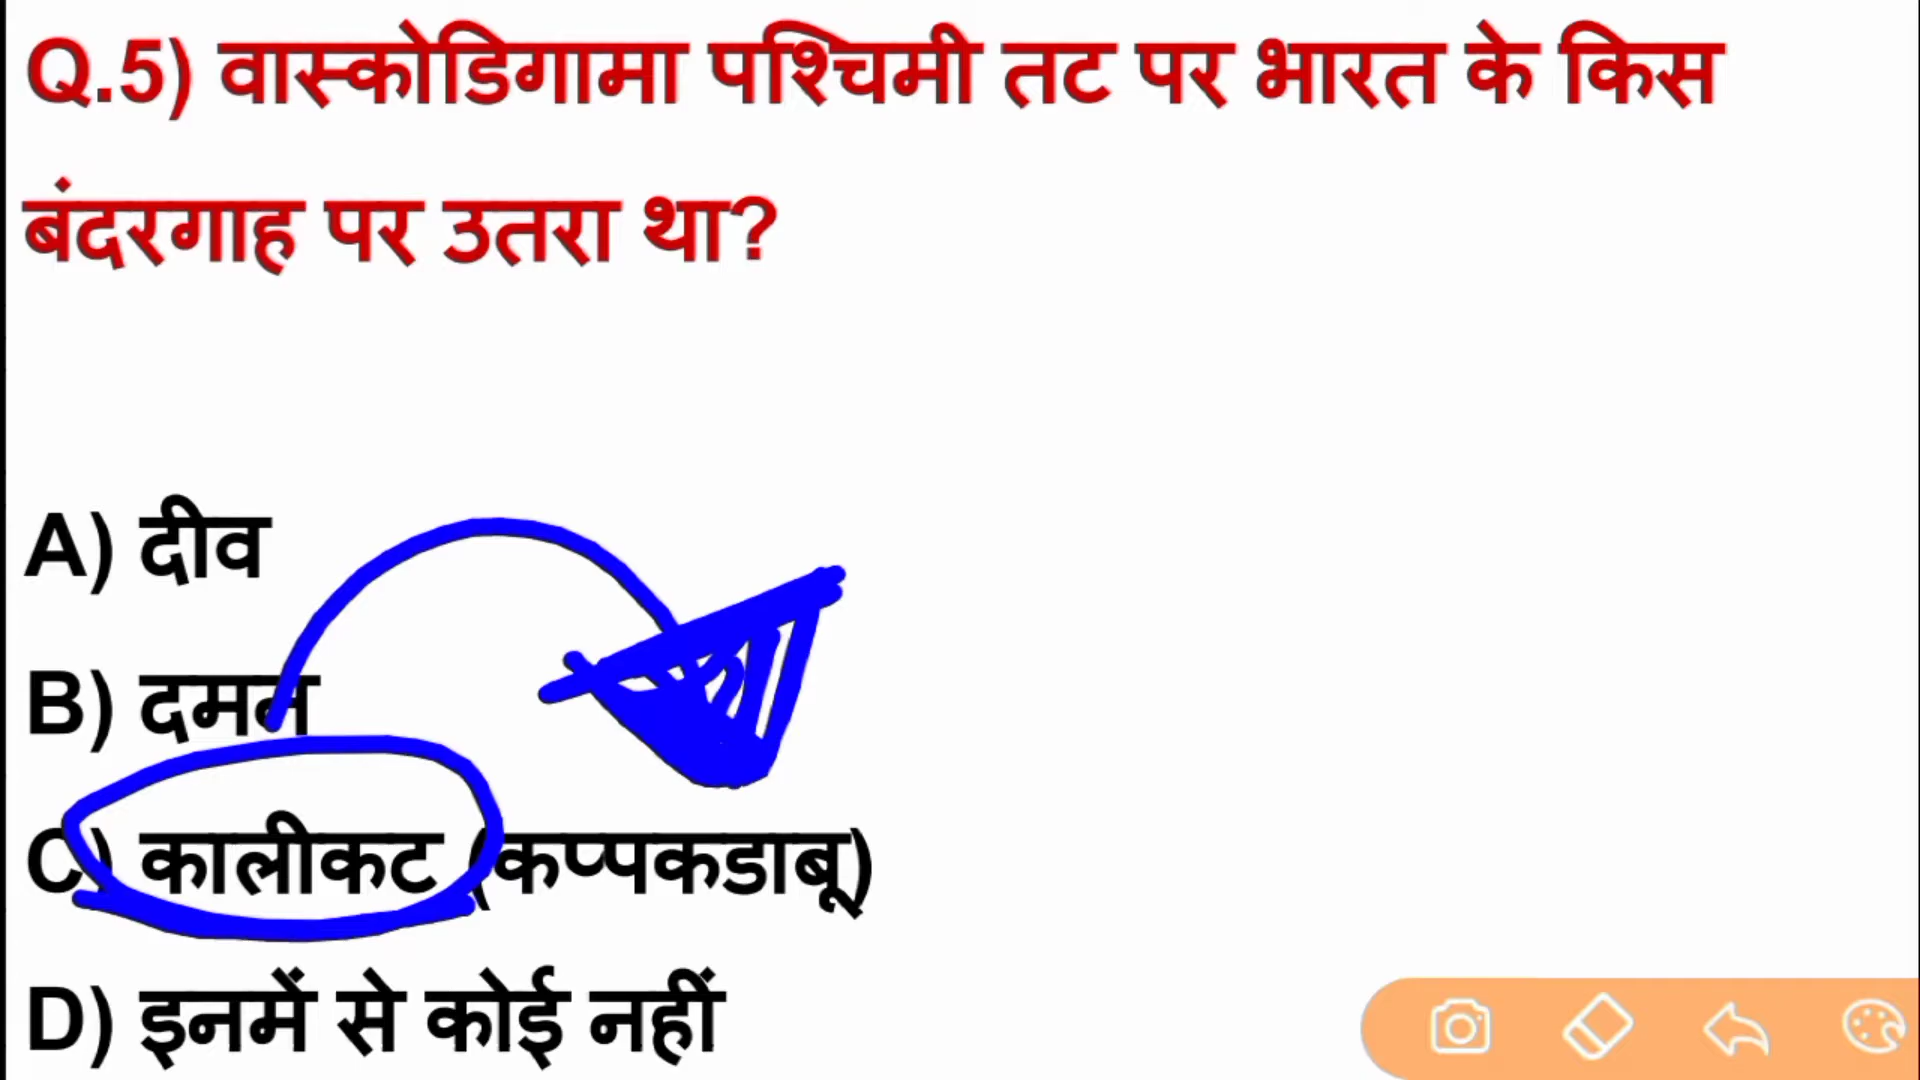 Q.5) वास्कोडिगामा पश्चिमी तट पर भारत के किस
बंदरगाह पर उतरा था?
A) दीव
B) दमन
C) कालीकट (कप्पकडाबू)
D) इनमें से कोई नहीं